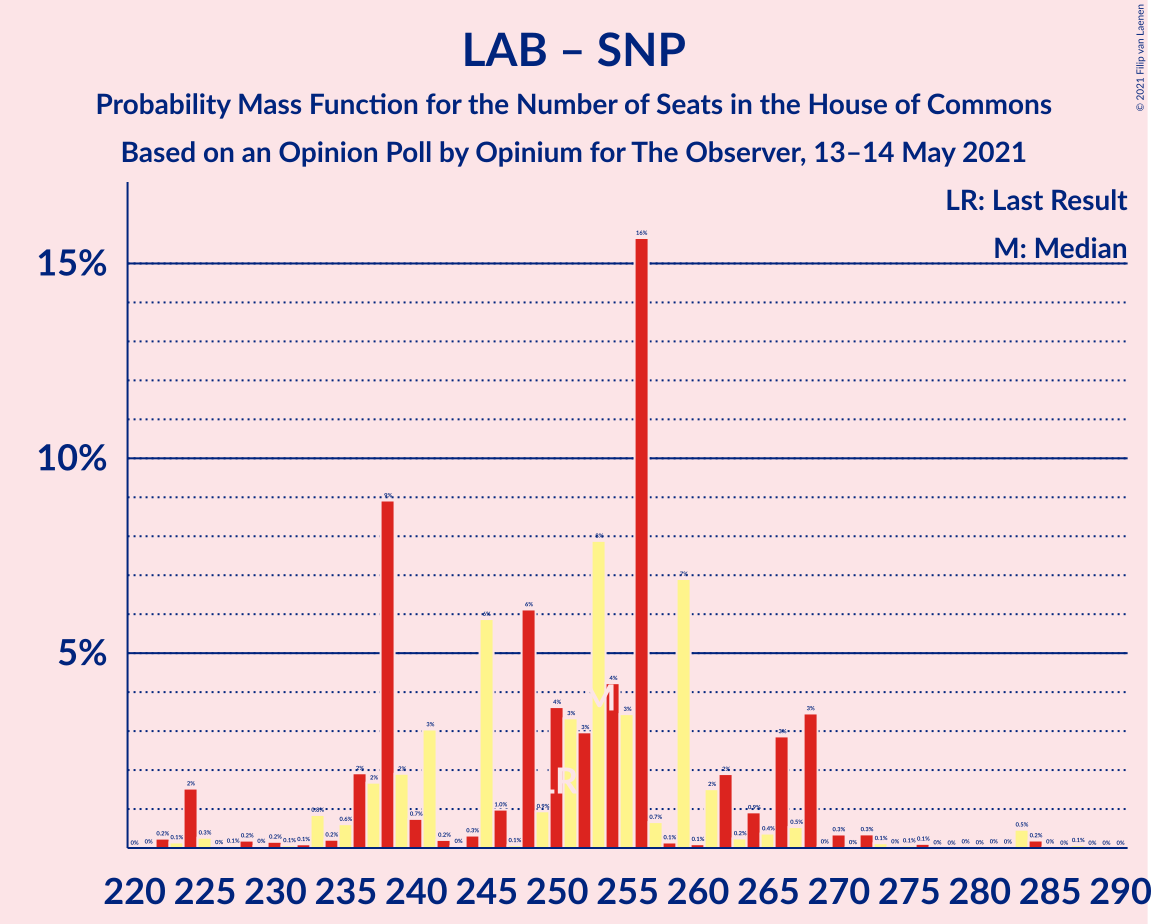 LAB – SNP
Probability Mass Function for the Number of Seats in the House of Commons
Based on an Opinion Poll by Opinium for The Observer, 13–14 May 2021
© 2021 Filip van Laenen
LR: Last Result
M: Median
15%
10%
5%
16%
9%
8%
7%
6%
6%
4%
M
4%
3%
3%
3%
3%
3%
3%
LR
2%
2%
2%
2%
2%
2%
220 225 230 235 240 245 250 255 260 265 270 275 280 285 290